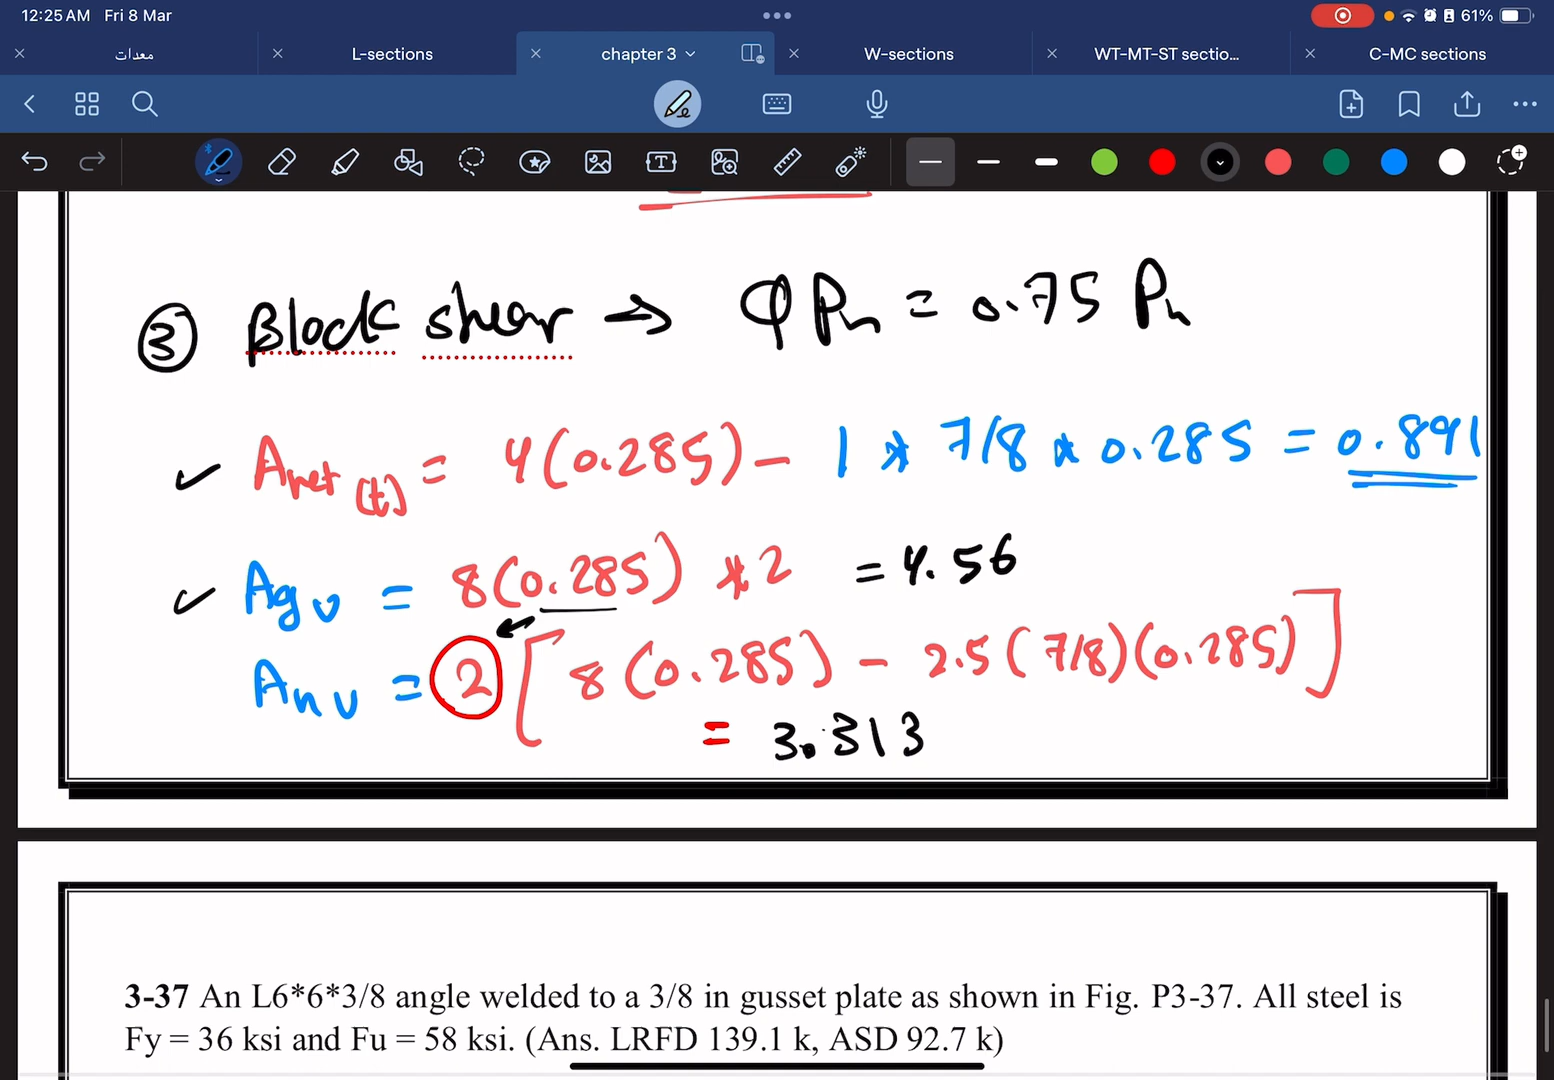 12:25 AM Fri 8 Mar
61%
معدات
L-sections
chapter 3
W-sections
WT-MT-ST sectio...
C-MC sections
③ Block shear → φ Pn = 0.75 Pn
✓ Anet (t) = 4(0.285) - 1 * 7/8 * 0.285 = 0.891
✓ Agv = 8(0.285) * 2 = 4.56
Anv = 2 [ 8(0.285) - 2.5(7/8)(0.285) ]
= 3.313
3-37 An L6*6*3/8 angle welded to a 3/8 in gusset plate as shown in Fig. P3-37. All steel is
Fy = 36 ksi and Fu = 58 ksi. (Ans. LRFD 139.1 k, ASD 92.7 k)